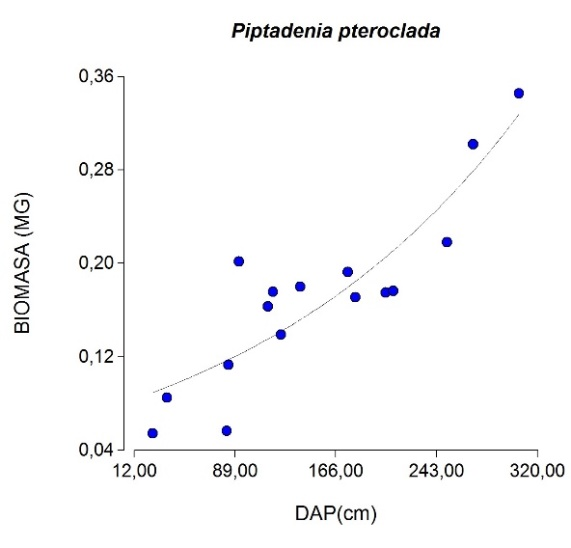 Piptadenia pteroclada
0,36
0,28
0,20
0,12
0,04
BIOMASA (MG)
12,00 89,00 166,00 243,00 320,00
DAP(cm)